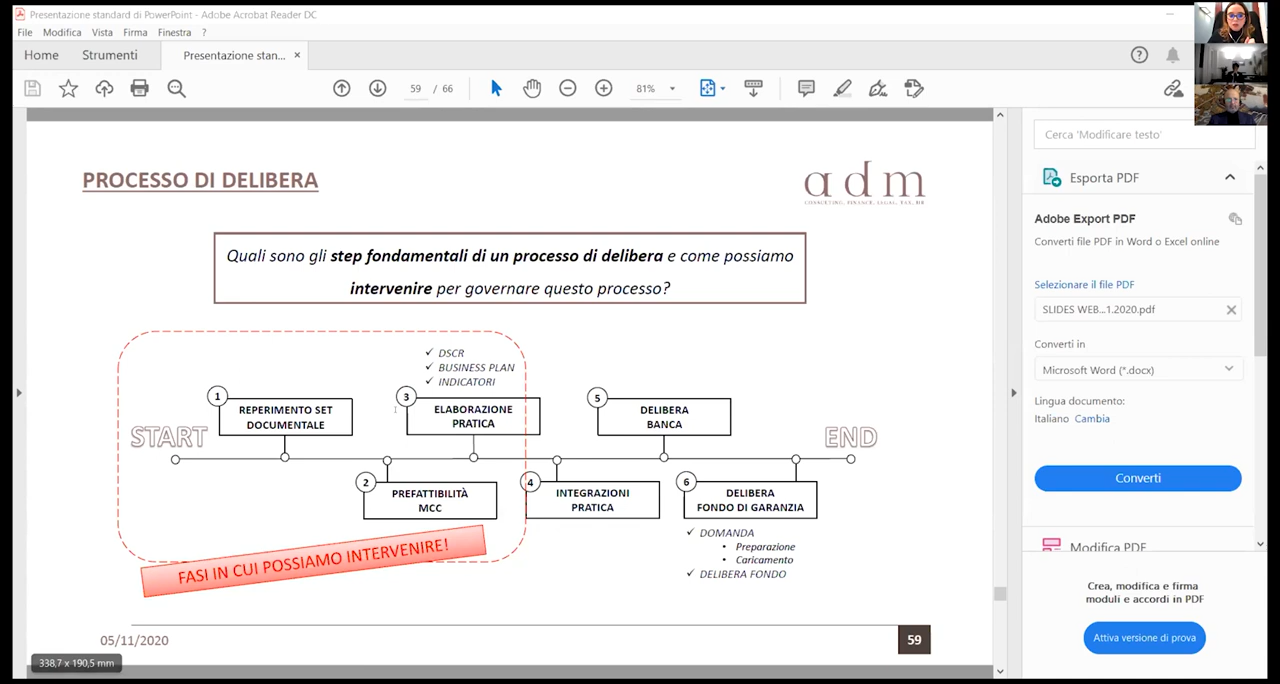 Presentazione standard di PowerPoint - Adobe Acrobat Reader DC
File Modifica Vista Firma Finestra ?
Home Strumenti Presentazione stan... ×
59 / 66 81%
PROCESSO DI DELIBERA
adm
CONSULTING, FINANCE, LEGAL, TAX, HR
Quali sono gli step fondamentali di un processo di delibera e come possiamo
intervenire per governare questo processo?
✓ DSCR
✓ BUSINESS PLAN
✓ INDICATORI
1
REPERIMENTO SET
DOCUMENTALE
3
ELABORAZIONE
PRATICA
5
DELIBERA
BANCA
START
END
2
PREFATTIBILITÀ
MCC
4
INTEGRAZIONI
PRATICA
6
DELIBERA
FONDO DI GARANZIA
✓ DOMANDA
• Preparazione
• Caricamento
✓ DELIBERA FONDO
FASI IN CUI POSSIAMO INTERVENIRE!
05/11/2020
59
338,7 x 190,5 mm
Cerca 'Modificare testo'
Esporta PDF
Adobe Export PDF
Converti file PDF in Word o Excel online
Selezionare il file PDF
SLIDES WEB...1.2020.pdf
Converti in
Microsoft Word (*.docx)
Lingua documento:
Italiano Cambia
Converti
Modifica PDF
Crea, modifica e firma
moduli e accordi in PDF
Attiva versione di prova